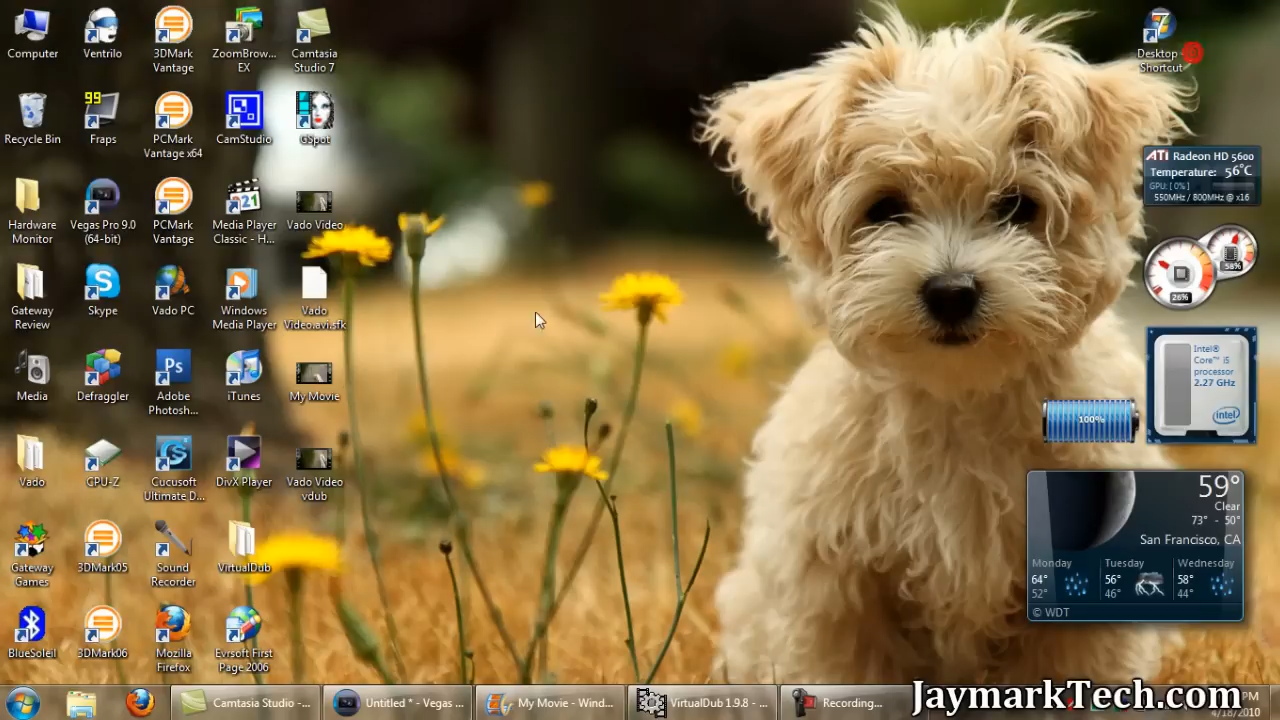 Computer
Ventrilo
3DMark
Vantage
ZoomBrow...
EX
Camtasia
Studio 7
Desktop
Shortcut
Recycle Bin
99
Fraps
PCMark
Vantage x64
CamStudio
GSpot
ATI Radeon HD 5600
Temperature: 56°C
GPU: [ 0%]
550MHz / 800MHz @ x16
Hardware
Monitor
Vegas Pro 9.0
(64-bit)
PCMark
Vantage
321
Media Player
Classic - H...
Vado Video
58%
26%
Gateway
Review
Skype
Vado PC
Windows
Media Player
Vado
Video.avi.sfk
Intel®
Core™ i5
processor
2.27 GHz
intel
Media
Defraggler
Ps
Adobe
Photosh...
iTunes
My Movie
100%
Vado
CPU-Z
Cucusoft
Ultimate D...
DivX Player
Vado Video
vdub
59°
Clear
73° - 50°
San Francisco, CA
Monday
64°
52°
Tuesday
56°
46°
Wednesday
58°
44°
© WDT
Gateway
Games
3DMark05
Sound
Recorder
VirtualDub
BlueSoleil
3DMark06
Mozilla
Firefox
Evrsoft First
Page 2006
Camtasia Studio -...
Untitled * - Vegas ...
My Movie - Wind...
VirtualDub 1.9.8 - ...
Recording...
JaymarkTech.com
PM
4/18/2010